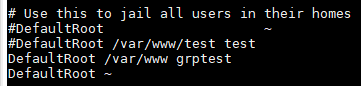 # Use this to jail all users in their homes
#DefaultRoot                    ~
#DefaultRoot /var/www/test test
DefaultRoot /var/www grptest
DefaultRoot ~